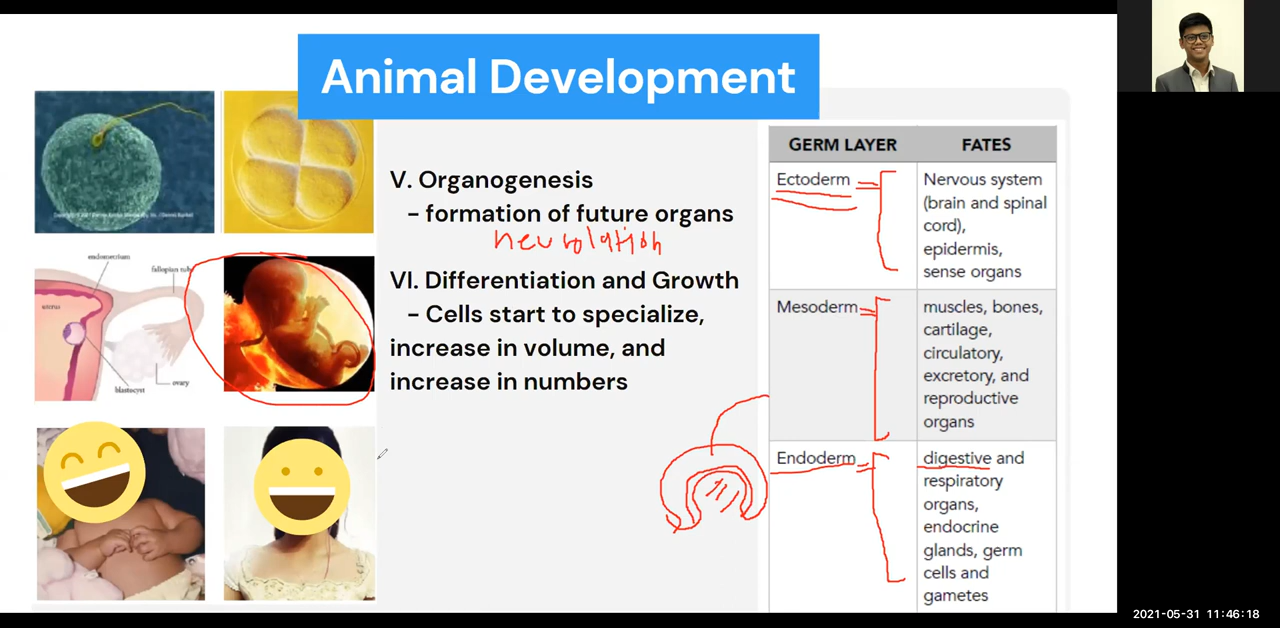 Animal Development
endometrium
fallopian tube
uterus
blastocyst
ovary
V. Organogenesis
- formation of future organs
neurolation
VI. Differentiation and Growth
- Cells start to specialize,
increase in volume, and
increase in numbers
GERM LAYER FATES
Ectoderm
Nervous system
(brain and spinal
cord),
epidermis,
sense organs
Mesoderm
muscles, bones,
cartilage,
circulatory,
excretory, and
reproductive
organs
Endoderm
digestive and
respiratory
organs,
endocrine
glands, germ
cells and
gametes
2021-05-31 11:46:18